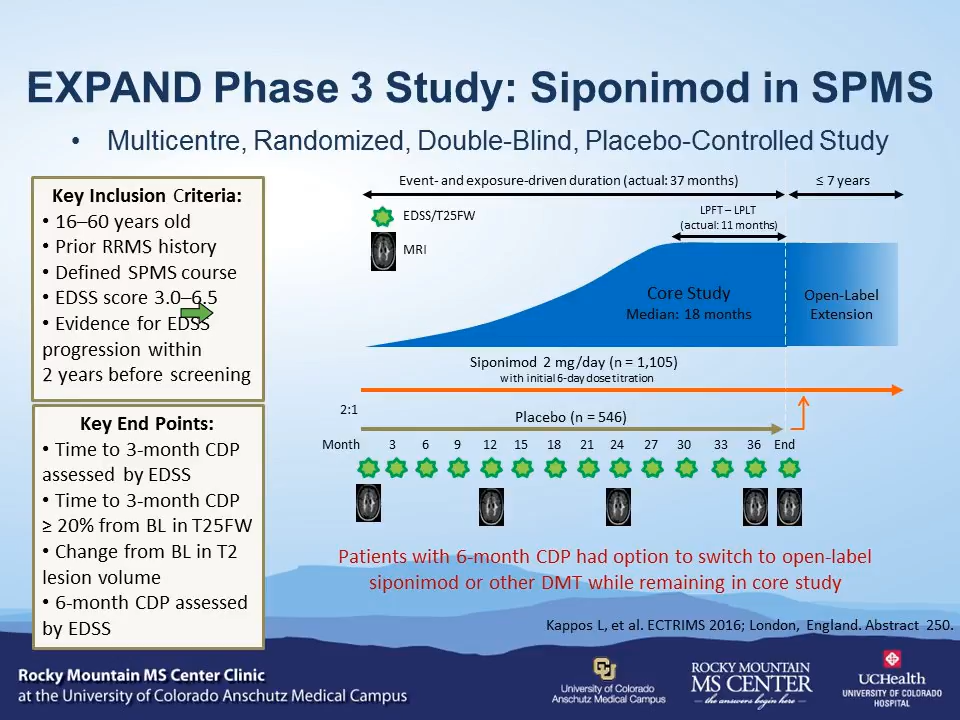 EXPAND Phase 3 Study: Siponimod in SPMS
• Multicentre, Randomized, Double-Blind, Placebo-Controlled Study
Key Inclusion Criteria:
• 16–60 years old
• Prior RRMS history
• Defined SPMS course
• EDSS score 3.0–6.5
• Evidence for EDSS
progression within
2 years before screening
Key End Points:
• Time to 3-month CDP
assessed by EDSS
• Time to 3-month CDP
≥ 20% from BL in T25FW
• Change from BL in T2
lesion volume
• 6-month CDP assessed
by EDSS
Event- and exposure-driven duration (actual: 37 months)
≤ 7 years
EDSS/T25FW
MRI
LPFT – LPLT
(actual: 11 months)
Core Study
Median: 18 months
Open-Label
Extension
Siponimod 2 mg/day (n = 1,105)
with initial 6-day dose titration
2:1
Placebo (n = 546)
Month 3 6 9 12 15 18 21 24 27 30 33 36 End
Patients with 6-month CDP had option to switch to open-label
siponimod or other DMT while remaining in core study
Kappos L, et al. ECTRIMS 2016; London, England. Abstract 250.
Rocky Mountain MS Center Clinic
at the University of Colorado Anschutz Medical Campus
CU
University of Colorado
Anschutz Medical Campus
ROCKY MOUNTAIN
MS CENTER
the answers begin here
UCHealth
UNIVERSITY OF COLORADO
HOSPITAL